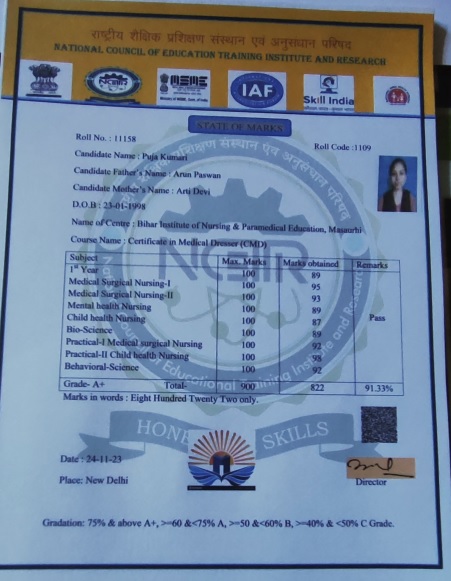 राष्ट्रीय शैक्षिक प्रशिक्षण संस्थान एवं अनुसंधान परिषद
NATIONAL COUNCIL OF EDUCATION TRAINING INSTITUTE AND RESEARCH
MSME
IAF
Skill India
STATE OF MARKS
Roll No. : 11158
Roll Code :1109
Candidate Name : Puja Kumari
Candidate Father's Name : Arun Paswan
Candidate Mother's Name : Arti Devi
D.O.B : 23-01-1998
Name of Centre : Bihar Institute of Nursing & Paramedical Education, Masaurhi
Course Name : Certificate in Medical Dresser (CMD)
Subject Max. Marks Marks obtained Remarks
1st Year 100 89
Medical Surgical Nursing-I 100 95
Medical Surgical Nursing-II 100 93
Mental health Nursing 100 89
Child health Nursing 100 87 Pass
Bio-Science 100 89
Practical-I Medical surgical Nursing 100 92
Practical-II Child health Nursing 100 98
Behavioral-Science 100 92
Grade- A+ Total- 900 822 91.33%
Marks in words : Eight Hundred Twenty Two only.
SKILLS
Date : 24-11-23
Place: New Delhi
Director
Gradation: 75% & above A+, >=60 &<75% A, >=50 &<60% B, >=40% & <50% C Grade.